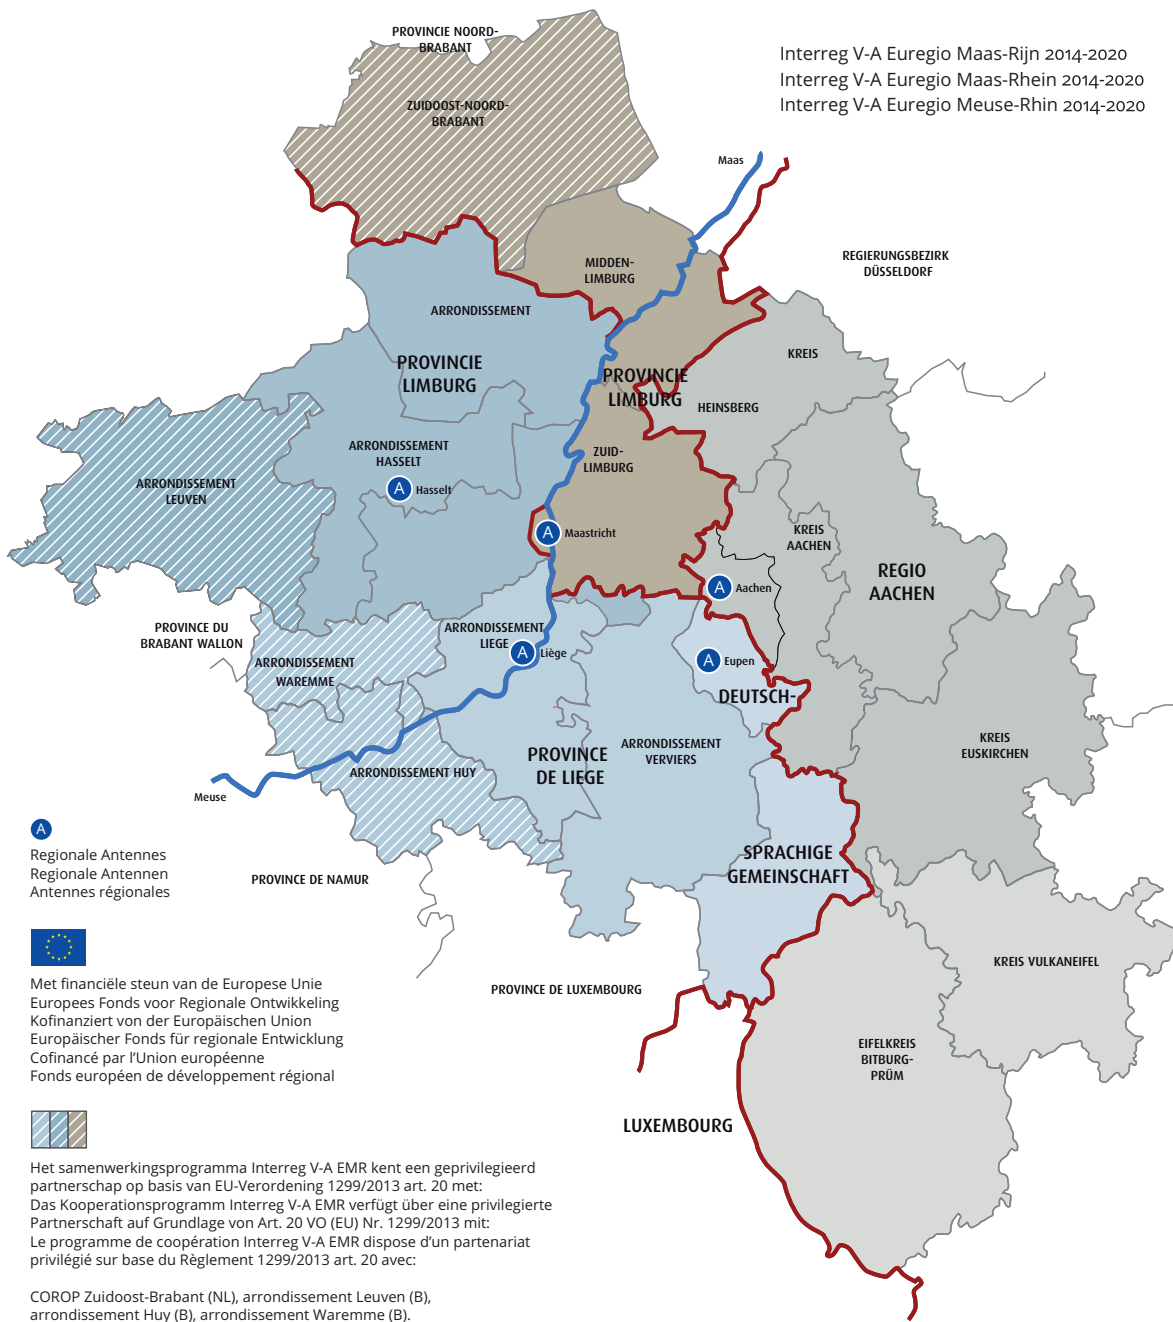 PROVINCIE NOORD-
BRABANT
Interreg V-A Euregio Maas-Rijn 2014-2020
Interreg V-A Euregio Maas-Rhein 2014-2020
Interreg V-A Euregio Meuse-Rhin 2014-2020
ZUIDOOST-NOORD-
BRABANT
Maas
REGIERUNGSBEZIRK
DÜSSELDORF
MIDDEN-
LIMBURG
ARRONDISSEMENT
PROVINCIE
LIMBURG
KREIS
PROVINCIE
LIMBURG
HEINSBERG
ARRONDISSEMENT
HASSELT
ZUID-
LIMBURG
ARRONDISSEMENT
LEUVEN
A Hasselt
A Maastricht
KREIS
AACHEN
REGIO
AACHEN
A Aachen
PROVINCE DU
BRABANT WALLON
ARRONDISSEMENT
LIEGE
A Liège
ARRONDISSEMENT
WAREMME
A Eupen
DEUTSCH-
PROVINCE
DE LIEGE
ARRONDISSEMENT
VERVIERS
KREIS
EUSKIRCHEN
ARRONDISSEMENT HUY
Meuse
A
Regionale Antennes
Regionale Antennen
Antennes régionales
SPRACHIGE
GEMEINSCHAFT
PROVINCE DE NAMUR
KREIS VULKANEIFEL
PROVINCE DE LUXEMBOURG
Met financiële steun van de Europese Unie
Europees Fonds voor Regionale Ontwikkeling
Kofinanziert von der Europäischen Union
Europäischer Fonds für regionale Entwicklung
Cofinancé par l'Union européenne
Fonds européen de développement régional
EIFELKREIS
BITBURG-
PRÜM
LUXEMBOURG
Het samenwerkingsprogramma Interreg V-A EMR kent een geprivilegieerd
partnerschap op basis van EU-Verordening 1299/2013 art. 20 met:
Das Kooperationsprogramm Interreg V-A EMR verfügt über eine privilegierte
Partnerschaft auf Grundlage von Art. 20 VO (EU) Nr. 1299/2013 mit:
Le programme de coopération Interreg V-A EMR dispose d'un partenariat
privilégié sur base du Règlement 1299/2013 art. 20 avec:
COROP Zuidoost-Brabant (NL), arrondissement Leuven (B),
arrondissement Huy (B), arrondissement Waremme (B).